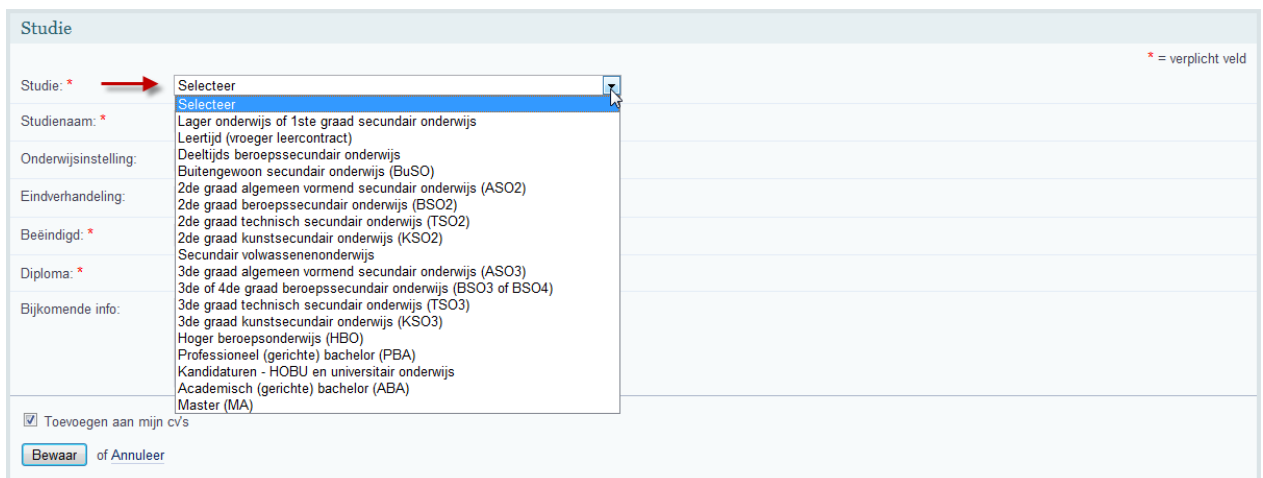 Studie
* = verplicht veld
Studie: * Selecteer
Selecteer
Studienaam: * Lager onderwijs of 1ste graad secundair onderwijs
Leertijd (vroeger leercontract)
Onderwijsinstelling: Deeltijds beroepssecundair onderwijs
Buitengewoon secundair onderwijs (BuSO)
Eindverhandeling: 2de graad algemeen vormend secundair onderwijs (ASO2)
2de graad beroepssecundair onderwijs (BSO2)
2de graad technisch secundair onderwijs (TSO2)
Beëindigd: * 2de graad kunstsecundair onderwijs (KSO2)
Secundair volwassenenonderwijs
Diploma: * 3de graad algemeen vormend secundair onderwijs (ASO3)
3de of 4de graad beroepssecundair onderwijs (BSO3 of BSO4)
Bijkomende info: 3de graad technisch secundair onderwijs (TSO3)
3de graad kunstsecundair onderwijs (KSO3)
Hoger beroepsonderwijs (HBO)
Professioneel (gerichte) bachelor (PBA)
Kandidaturen - HOBU en universitair onderwijs
Academisch (gerichte) bachelor (ABA)
Master (MA)
Toevoegen aan mijn cv's
Bewaar of Annuleer